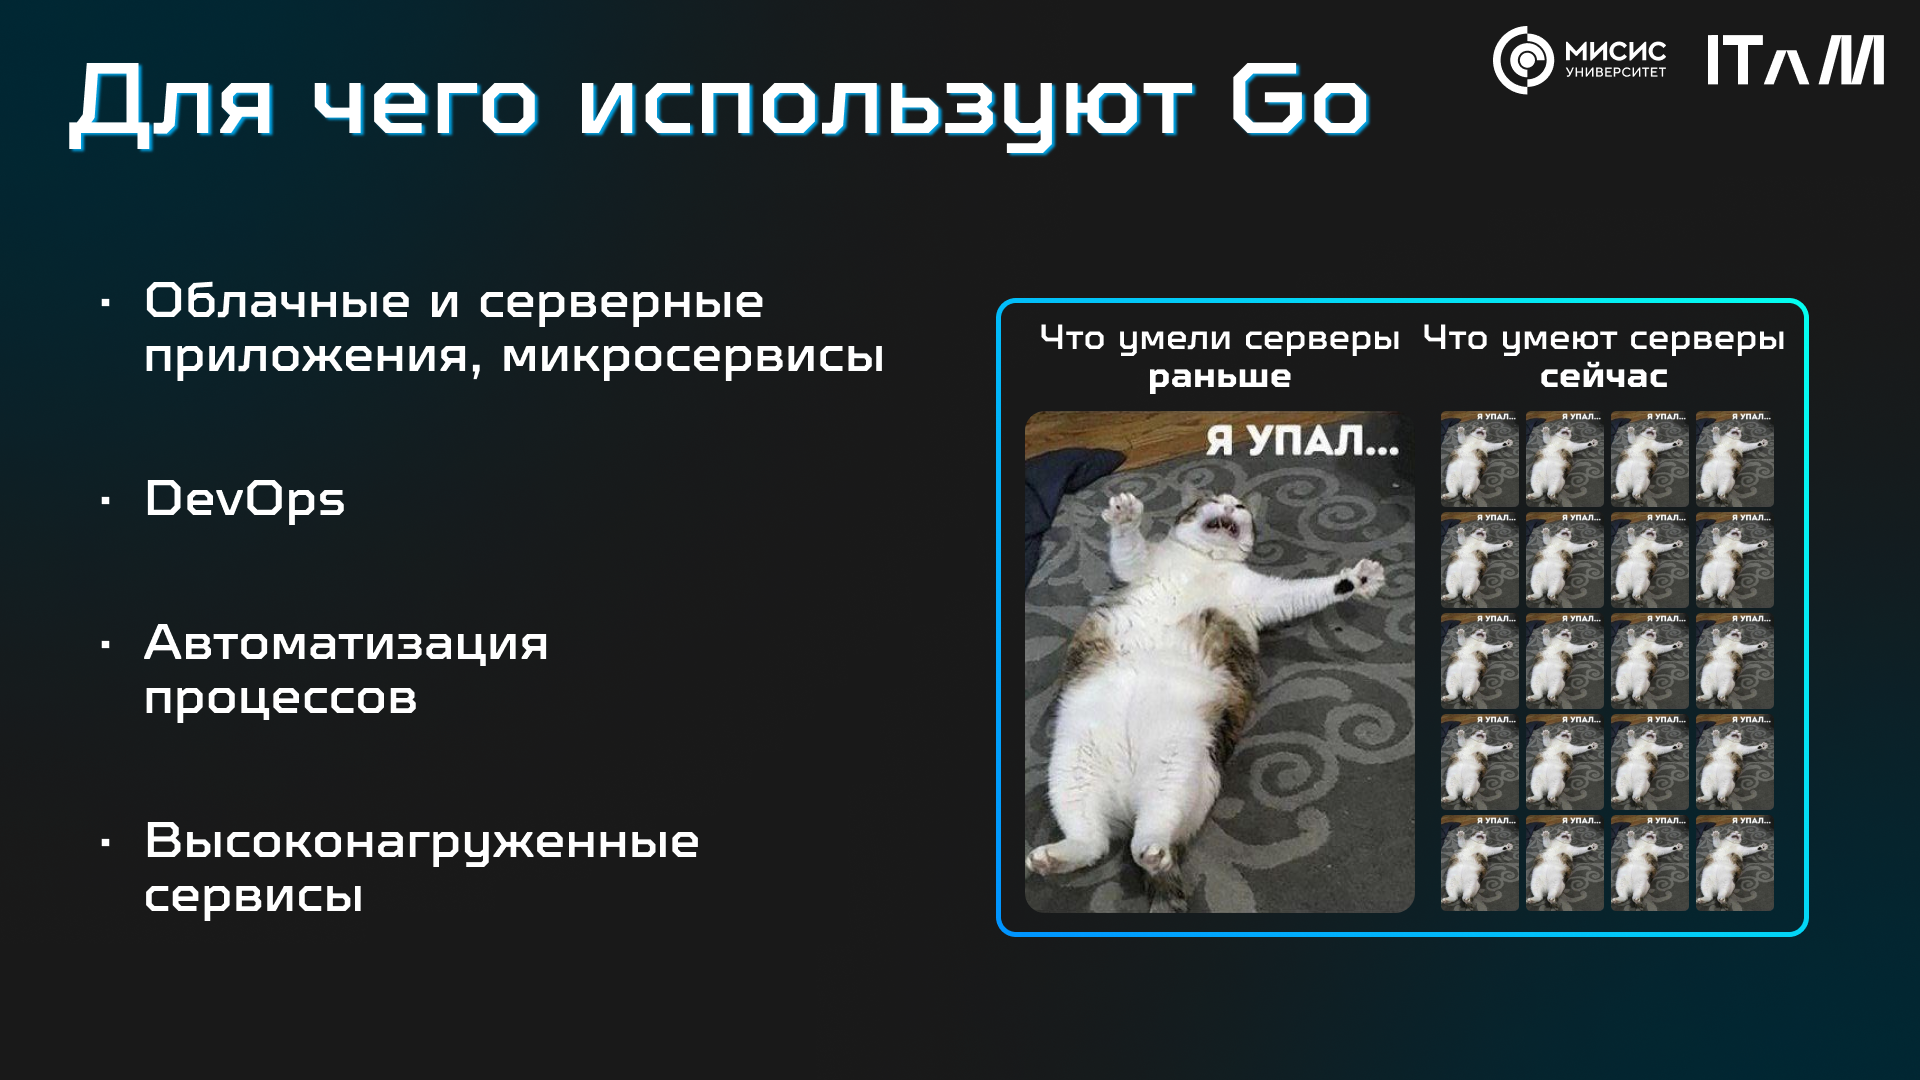 Для чего используют Go
МИСИС
УНИВЕРСИТЕТ
ITAM
· Облачные и серверные
приложения, микросервисы
· DevOps
· Автоматизация
процессов
· Высоконагруженные
сервисы
Что умели серверы
раньше
Что умеют серверы
сейчас
Я УПАЛ...
Я УПАЛ... Я УПАЛ... Я УПАЛ... Я УПАЛ...
Я УПАЛ... Я УПАЛ... Я УПАЛ... Я УПАЛ...
Я УПАЛ... Я УПАЛ... Я УПАЛ... Я УПАЛ...
Я УПАЛ... Я УПАЛ... Я УПАЛ... Я УПАЛ...
Я УПАЛ... Я УПАЛ... Я УПАЛ... Я УПАЛ...